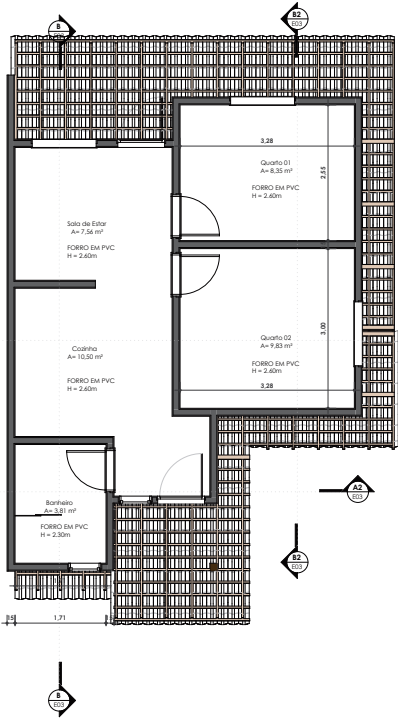 B
E03
B2
E03
3,28
Quarto 01
A= 8,35 m²
FORRO EM PVC
H = 2.60m
2,55
Sala de Estar
A= 7,56 m²
FORRO EM PVC
H = 2.60m
Cozinha
A= 10,50 m²
FORRO EM PVC
H = 2.60m
3,00
Quarto 02
A= 9,83 m²
FORRO EM PVC
H = 2.60m
3,28
Banheiro
A= 3,81 m²
FORRO EM PVC
H = 2.30m
A2
E03
B2
E03
15
1,71
B
E03